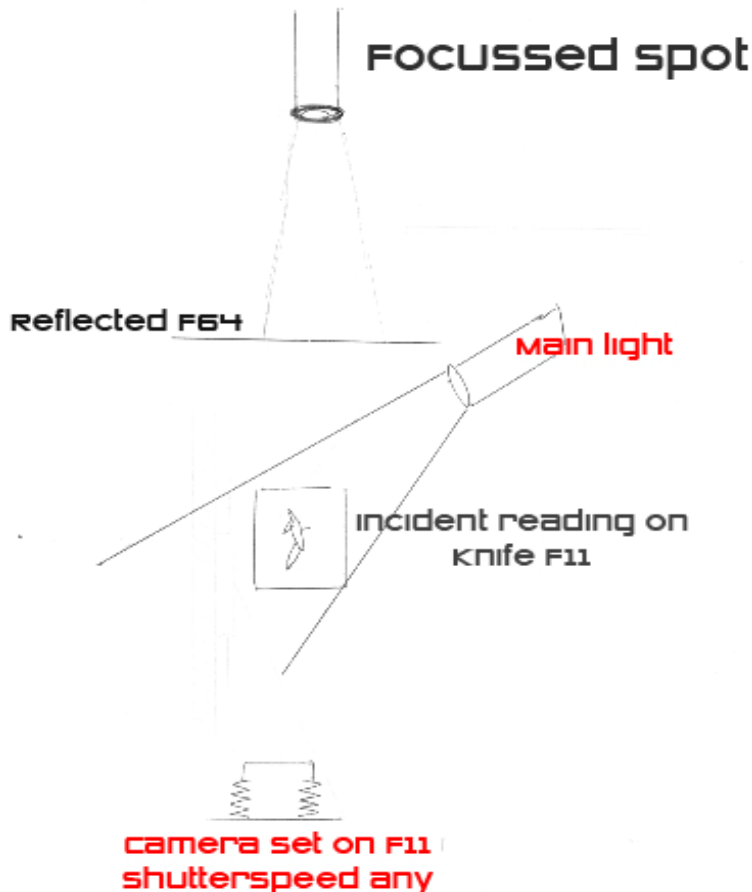 Focussed spot
Reflected F64
Main light
incident reading on
Knife F11
camera set on F11
shutterspeed any